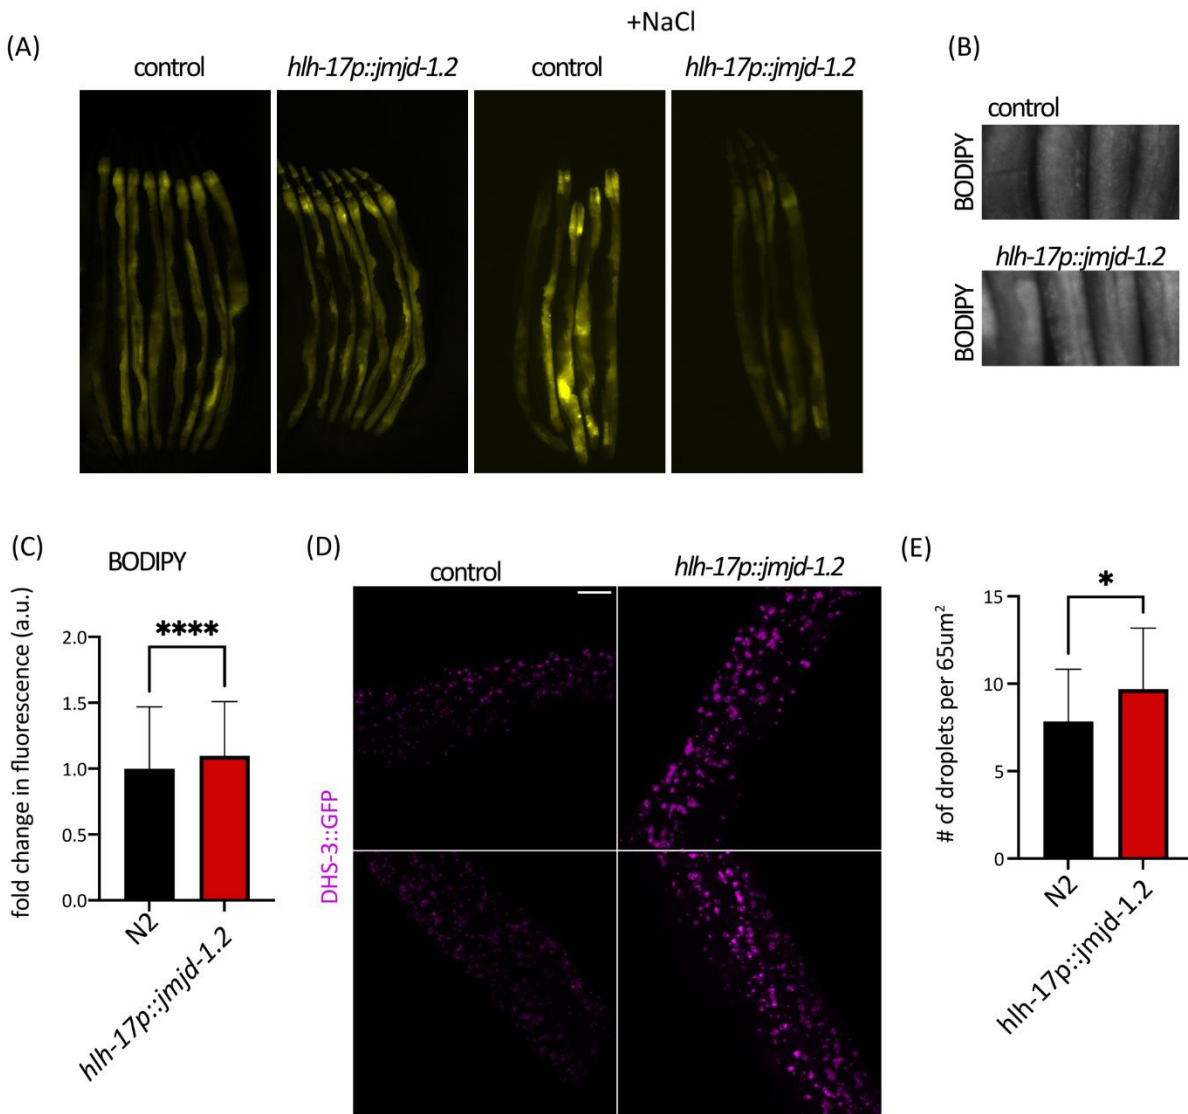 +NaCl
(A)
control
hlh-17p::jmjd-1.2
control
hlh-17p::jmjd-1.2
(B)
control
BODIPY
hlh-17p::jmjd-1.2
BODIPY
(C)
BODIPY
fold change in fluorescence (a.u.)
2.0
1.5
1.0
0.5
0.0
****
N2
hlh-17p::jmjd-1.2
(D)
control
hlh-17p::jmjd-1.2
DHS-3::GFP
(E)
# of droplets per 65um²
15
10
5
0
*
N2
hlh-17p::jmjd-1.2